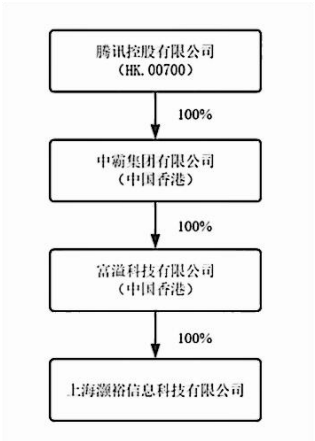 腾讯控股有限公司
（HK.00700）
100%
中霸集团有限公司
（中国香港）
100%
富溢科技有限公司
（中国香港）
100%
上海灏裕信息科技有限公司